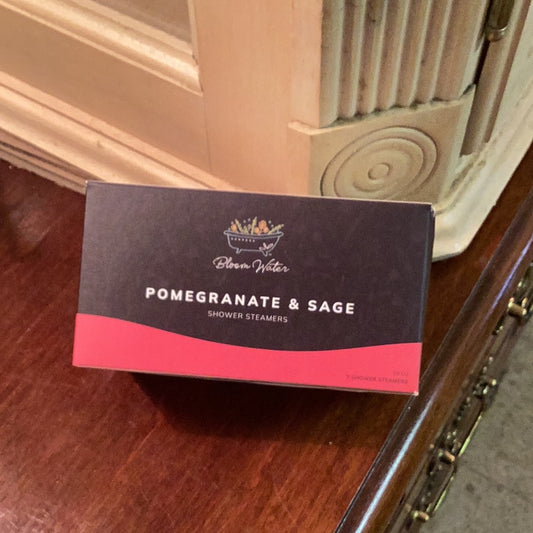 Bloom Water
POMEGRANATE & SAGE
SHOWER STEAMERS
7 SHOWER STEAMERS